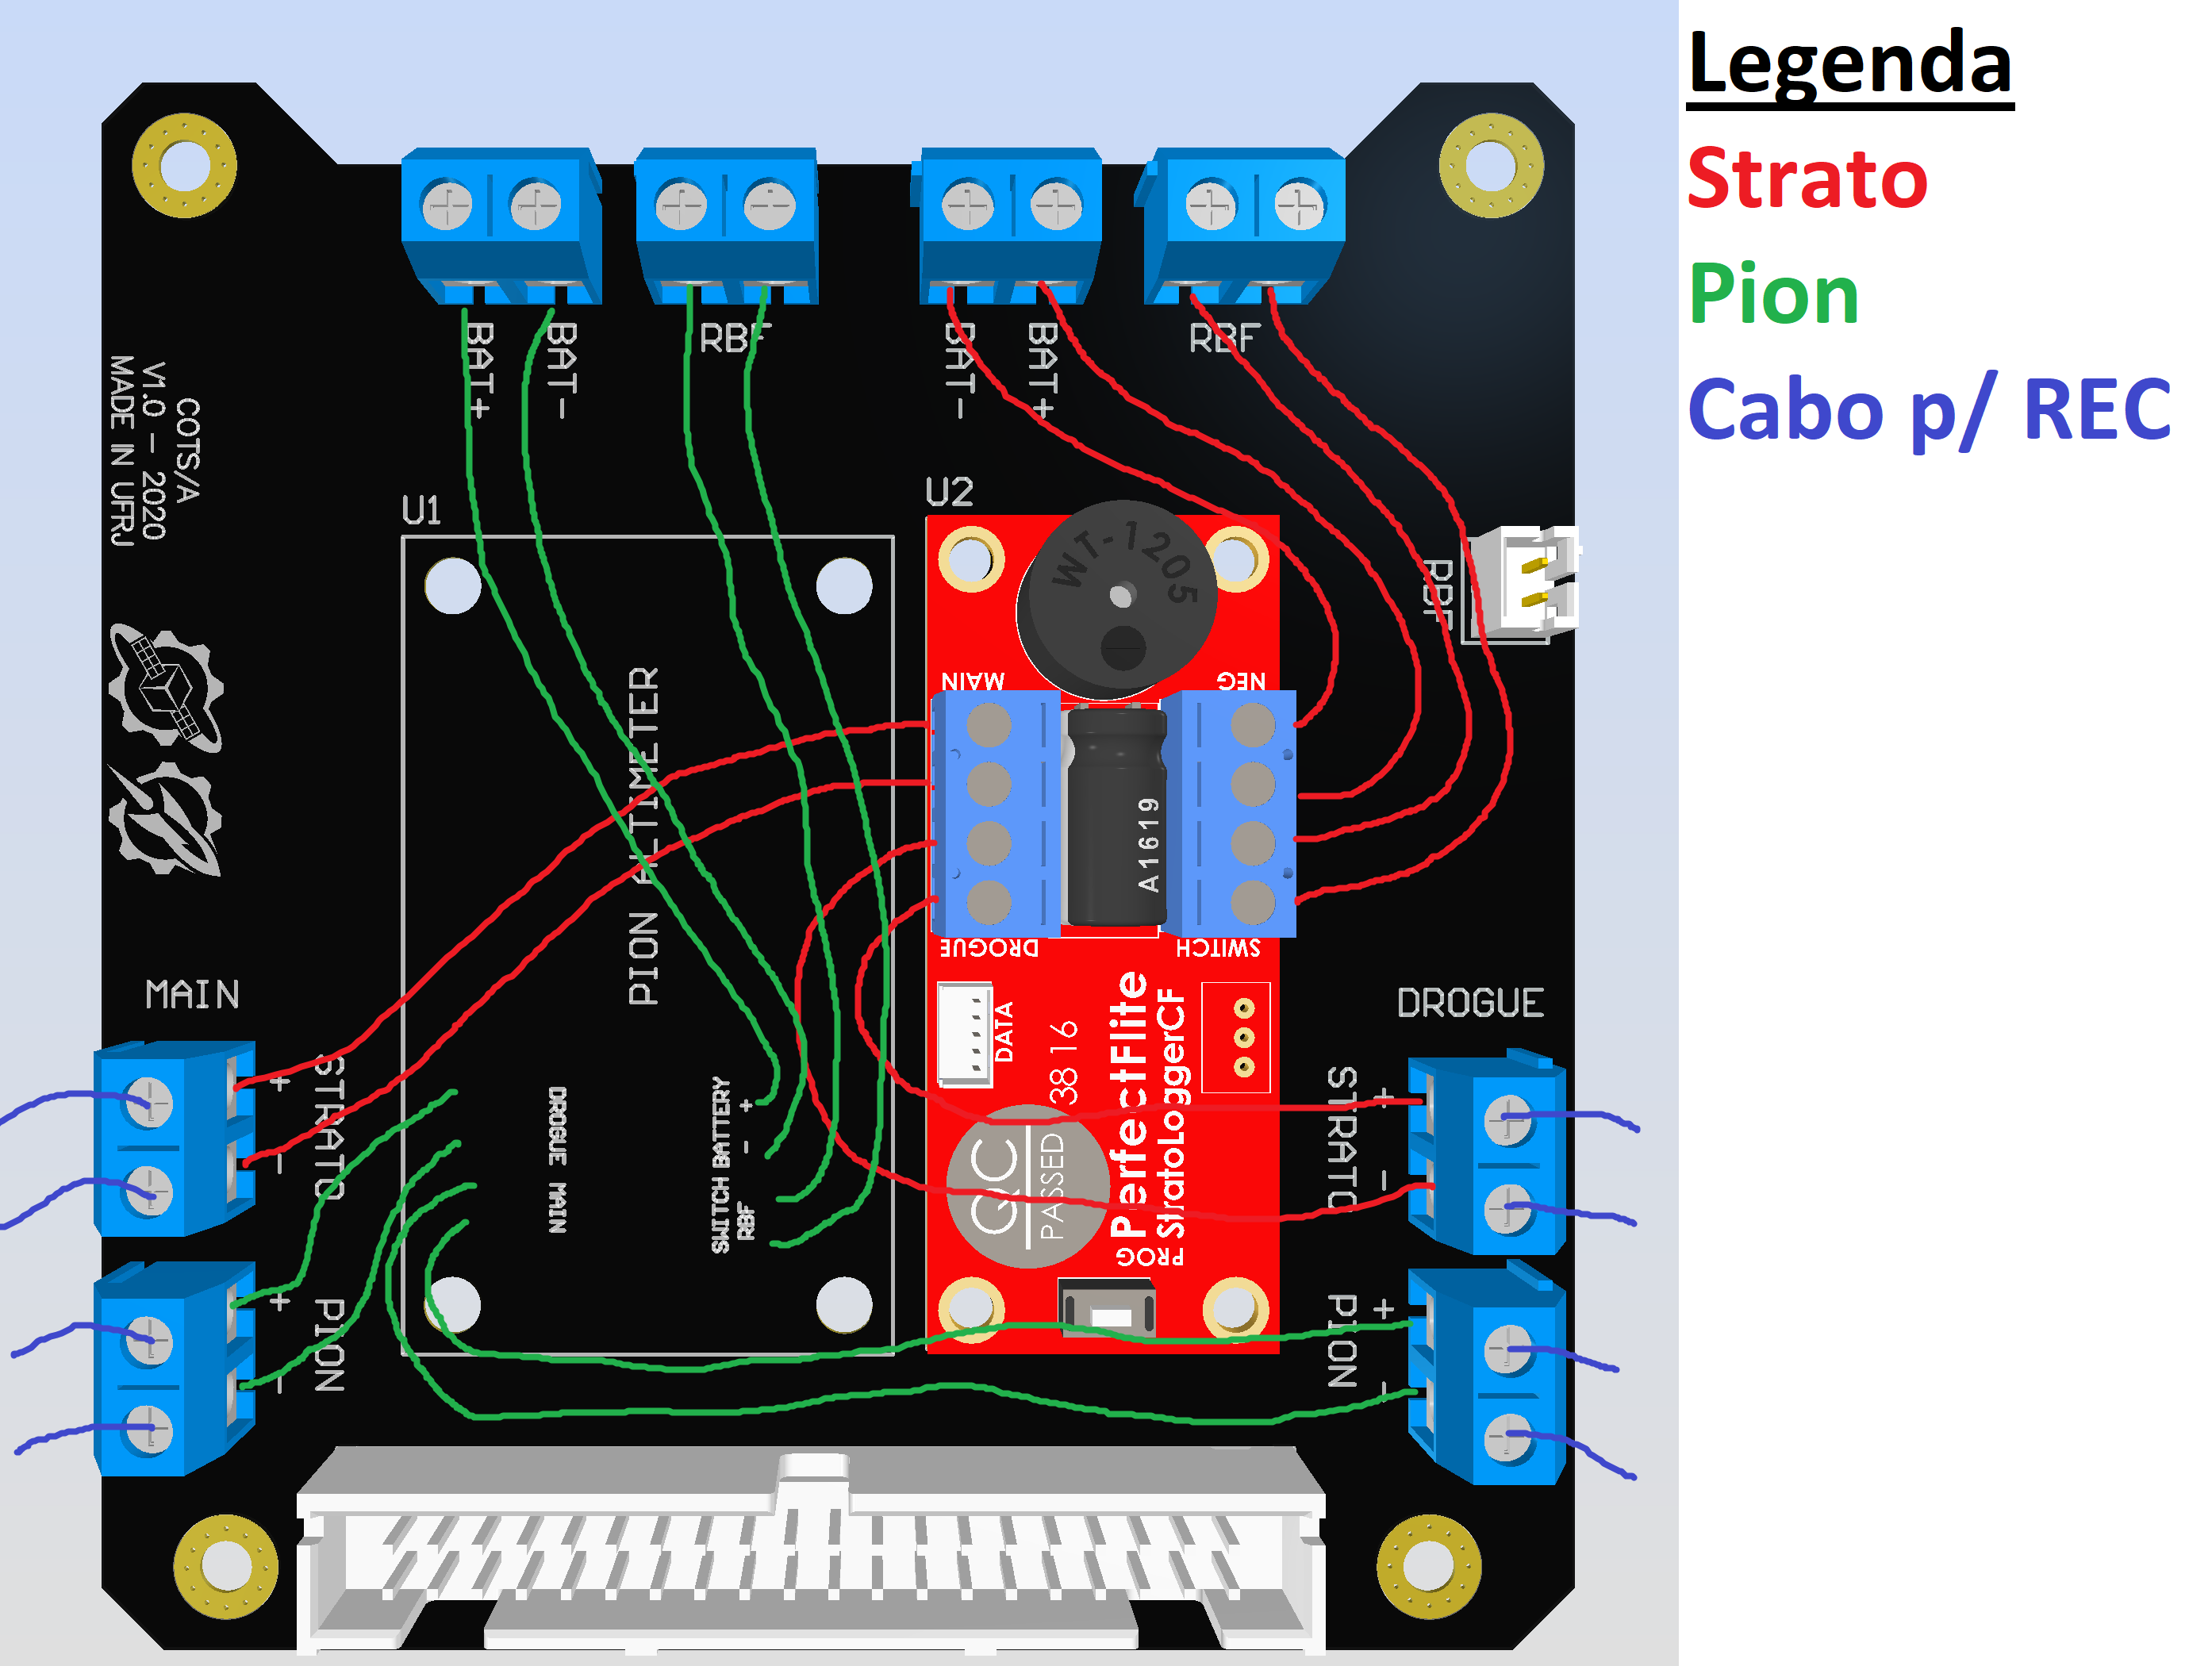 Legenda
Strato
Pion
Cabo p/ REC
BAT+
BAT-
RBF
BAT-
BAT+
RBF
COTS/A
V1.0 - 2020
MADE IN UFRJ
U1
U2
WT-1205
RBF
MAIN
NEG
PION ALTIMETER
A1619
DROGUE
SWITCH
MAIN
DROGUE
DATA
38 16
PerfectFlite
StratoLoggerCF
STRATO
+
-
DROGUE MAIN
SWITCH BATTERY
RBF
- +
QC
PASSED
STRATO
+
-
PROG
PION
+
-
PION
+
-